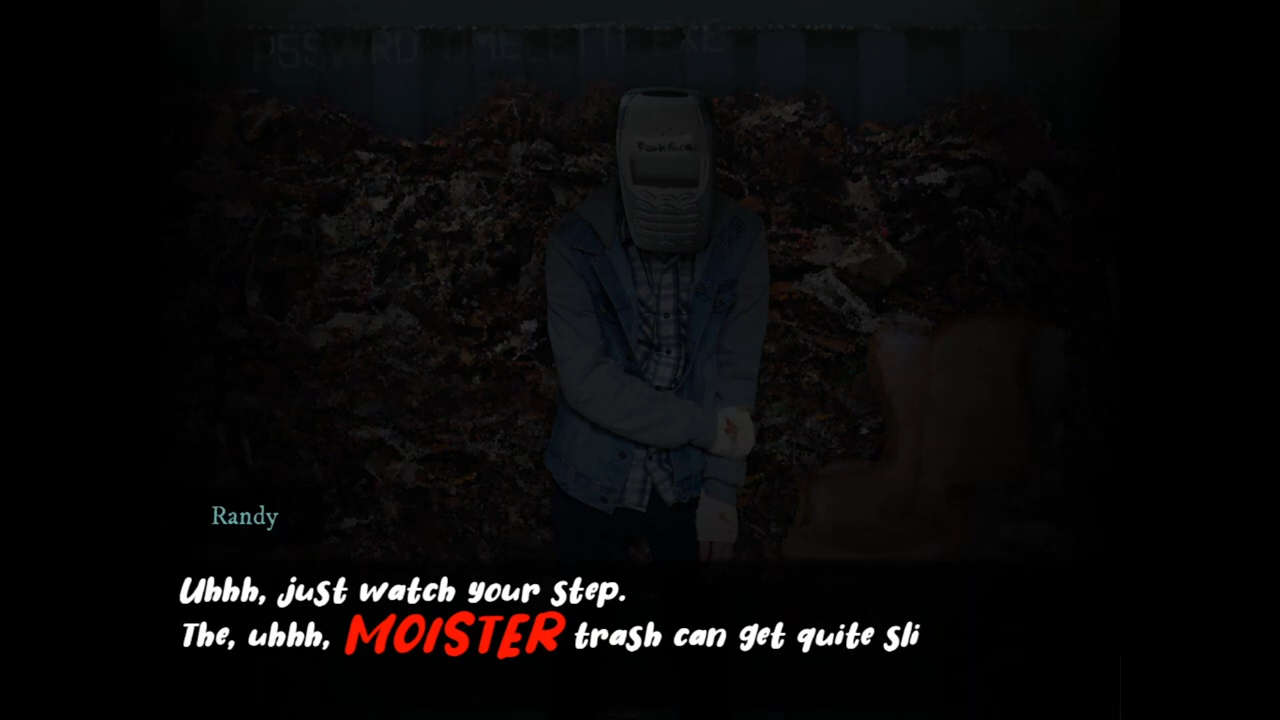 Randy
Uhhh, just watch your step.
The, uhhh, MOISTER trash can get quite sli